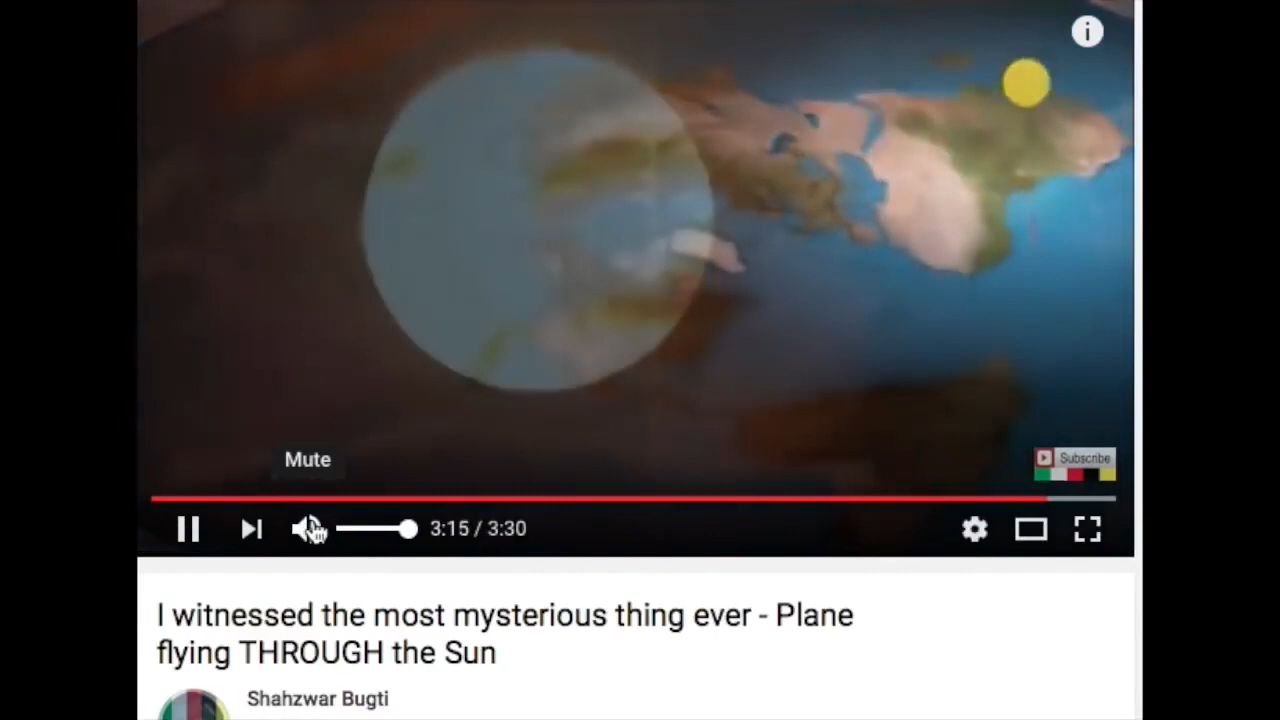 i
Subscribe
Mute
3:15 / 3:30
I witnessed the most mysterious thing ever - Plane
flying THROUGH the Sun
Shahzwar Bugti